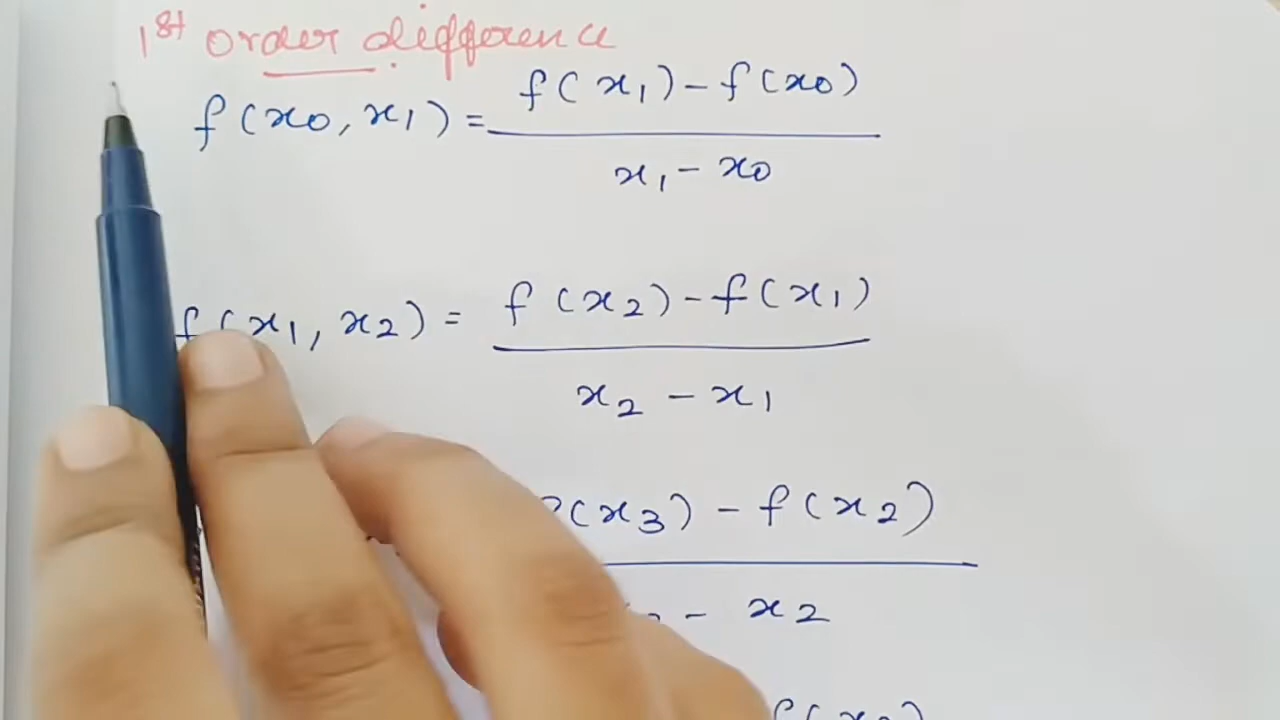 1st order difference
f(x0, x1) = f(x1) - f(x0)
x1 - x0
f(x1, x2) = f(x2) - f(x1)
x2 - x1
(x3) - f(x2)
- x2